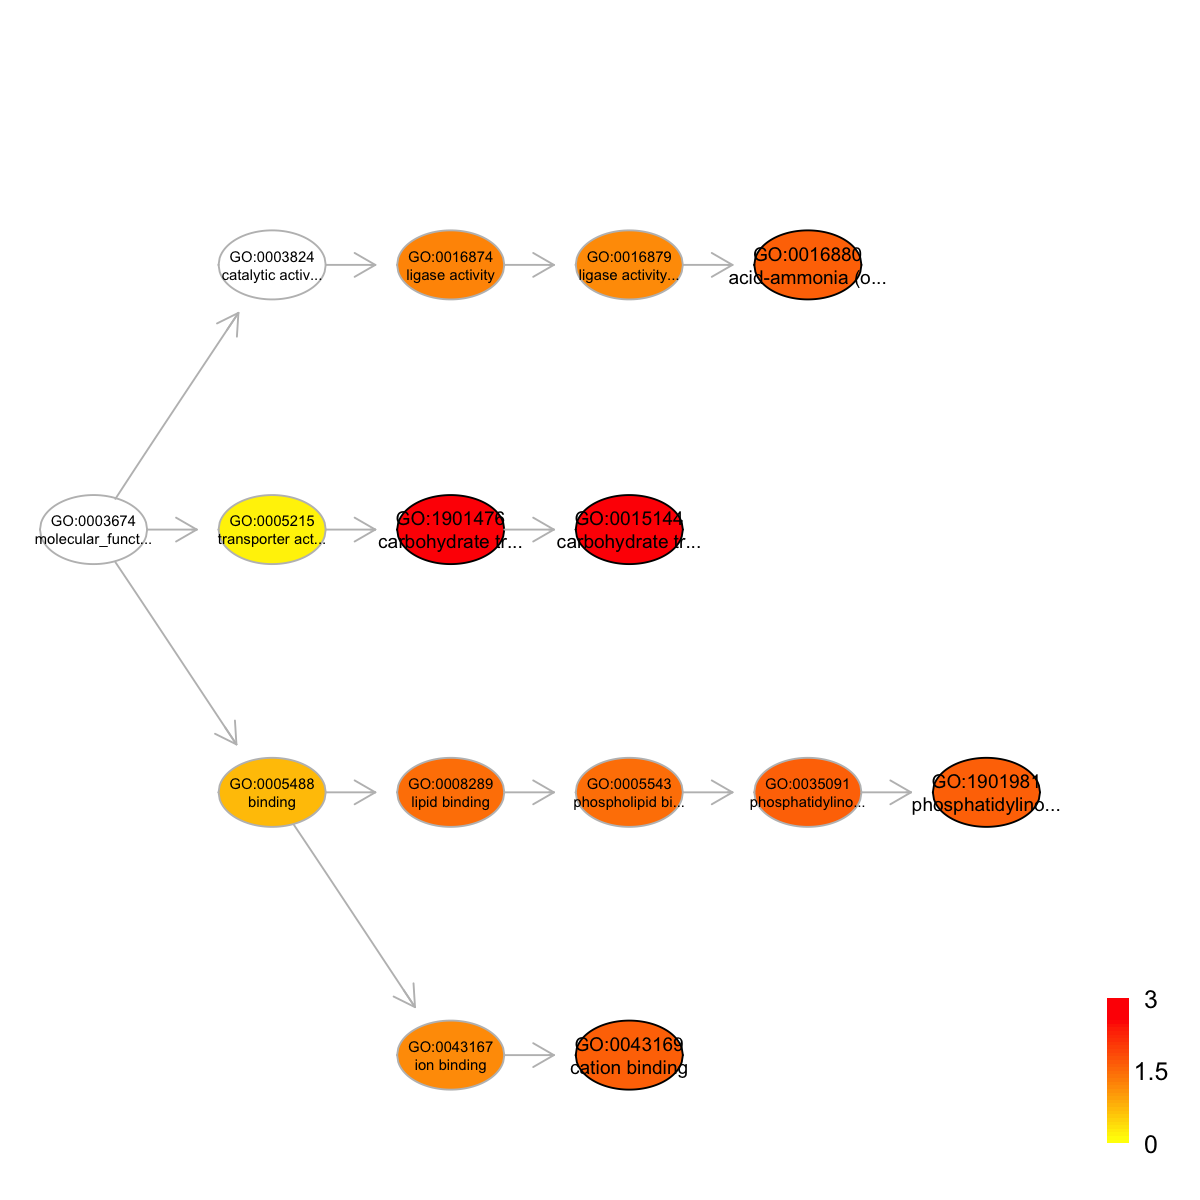 GO:0003824
catalytic activ...
GO:0016874
ligase activity
GO:0016879
ligase activity...
GO:0016880
acid-ammonia (o...
GO:0003674
molecular_funct...
GO:0005215
transporter act...
GO:1901476
carbohydrate tr...
GO:0015144
carbohydrate tr...
GO:0005488
binding
GO:0008289
lipid binding
GO:0005543
phospholipid bi...
GO:0035091
phosphatidylino...
GO:1901981
phosphatidylino...
GO:0043167
ion binding
GO:0043169
cation binding
3
1.5
0